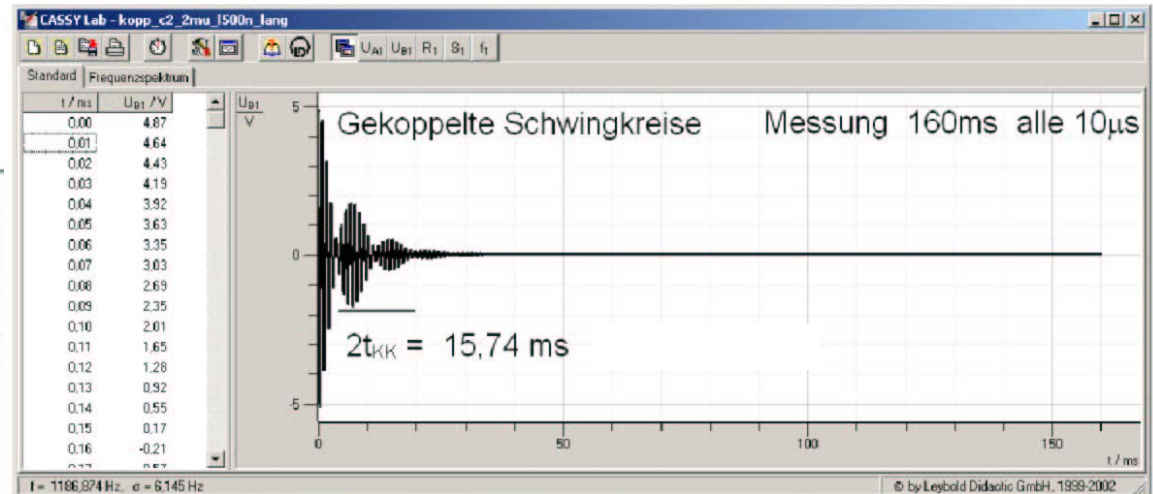 CASSY Lab - kopp_c2_2mu_l500n_lang
UA1 UB1 R1 S1 f1
Standard Frequenzspektrum
t / ms UB1 / V
0,00 4,87
0,01 4,64
0,02 4,43
0,03 4,19
0,04 3,92
0,05 3,63
0,06 3,35
0,07 3,03
0,08 2,69
0,09 2,35
0,10 2,01
0,11 1,65
0,12 1,28
0,13 0,92
0,14 0,55
0,15 0,17
0,16 -0,21
UB1
V
5
0
-5
Gekoppelte Schwingkreise Messung 160ms alle 10µs
2tKK = 15,74 ms
0 50 100 150
t / ms
f = 1186,874 Hz, σ = 6,145 Hz
© by Leybold Didactic GmbH, 1999-2002